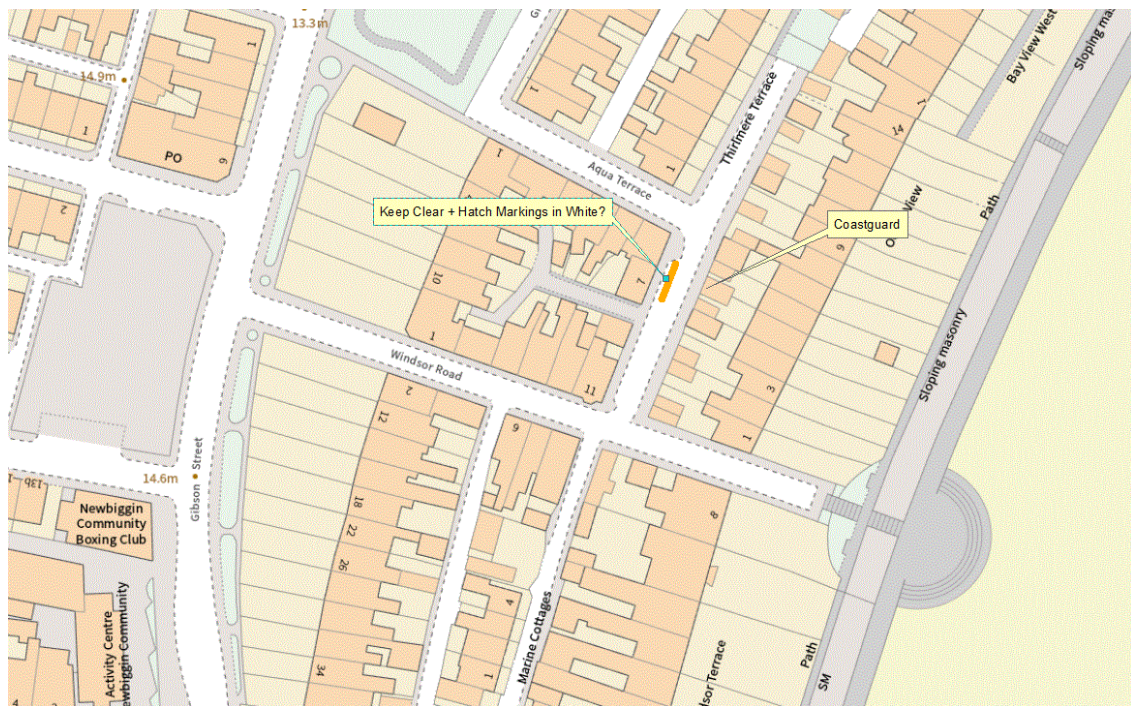 13.3m
14.9m
1
1
PO
9
2
1
1
Aqua Terrace
Thirlmere Terrace
Bay View West
Sloping
1
14
Keep Clear + Hatch Markings in White?
Coastguard
View
Path
9
1
10
7
1
11
Windsor Road
3
1
Sloping masonry
2
12
9
8
13b
14.6m
Gibson Street
Newbiggin
Community
Boxing Club
18
22
26
34
4
1
Marine Cottages
Activity Centre
Newbiggin Community
4
Path
SM